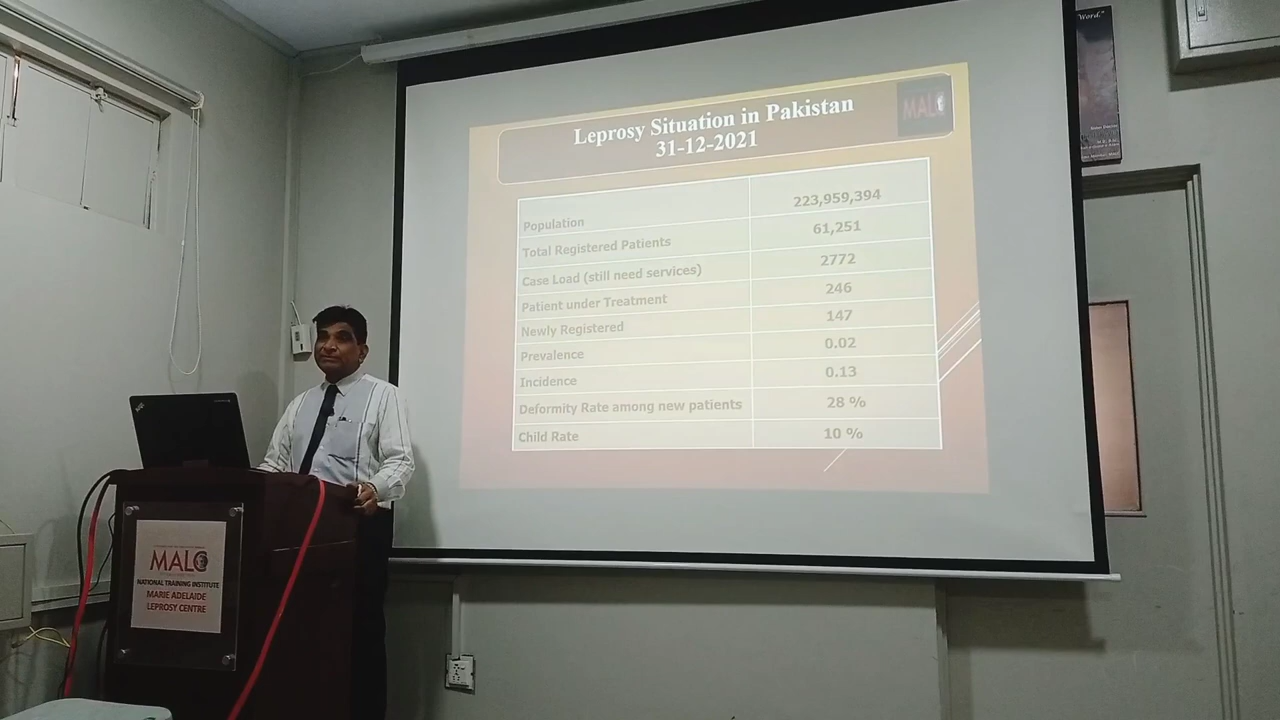 Word."
Leprosy Situation in Pakistan
31-12-2021
MALC
Population 223,959,394
Total Registered Patients 61,251
Case Load (still need services) 2772
Patient under Treatment 246
Newly Registered 147
Prevalence 0.02
Incidence 0.13
Deformity Rate among new patients 28 %
Child Rate 10 %
MALC
NATIONAL TRAINING INSTITUTE
MARIE ADELAIDE
LEPROSY CENTRE